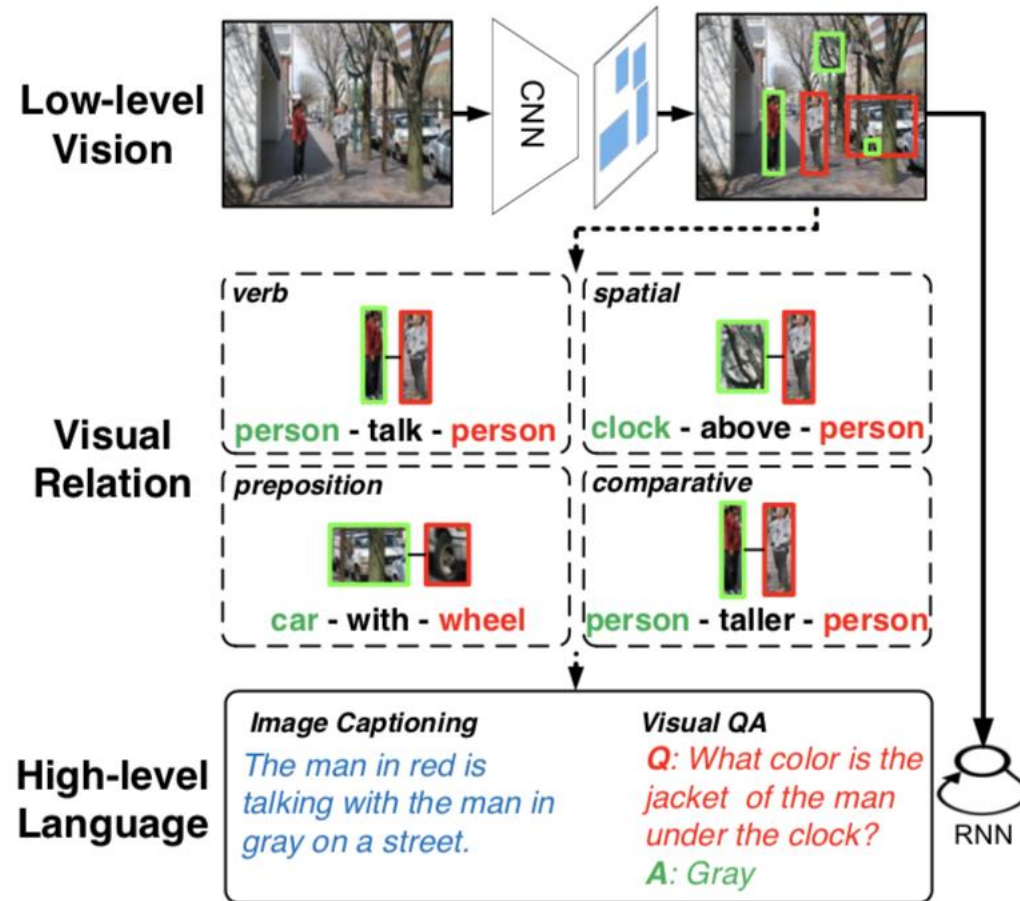 Low-level
Vision
CNN
verb
person - talk - person
spatial
clock - above - person
Visual
Relation
preposition
car - with - wheel
comparative
person - taller - person
High-level
Language
Image Captioning
The man in red is
talking with the man in
gray on a street.
Visual QA
Q: What color is the
jacket of the man
under the clock?
A: Gray
RNN